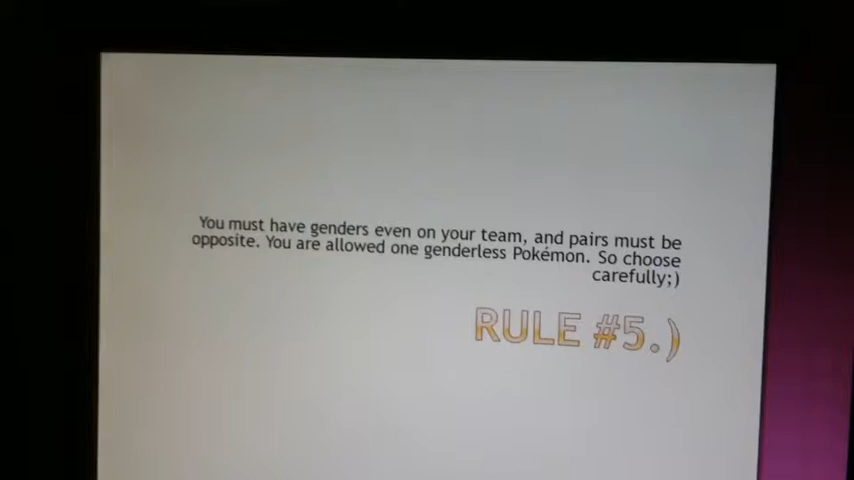 You must have genders even on your team, and pairs must be
opposite. You are allowed one genderless Pokémon. So choose
carefully;)
RULE #5.)